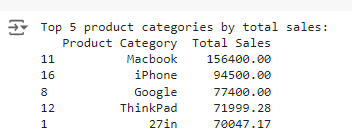 Top 5 product categories by total sales:
Product Category Total Sales
11 Macbook 156400.00
16 iPhone 94500.00
8 Google 77400.00
12 ThinkPad 71999.28
1 27in 70047.17